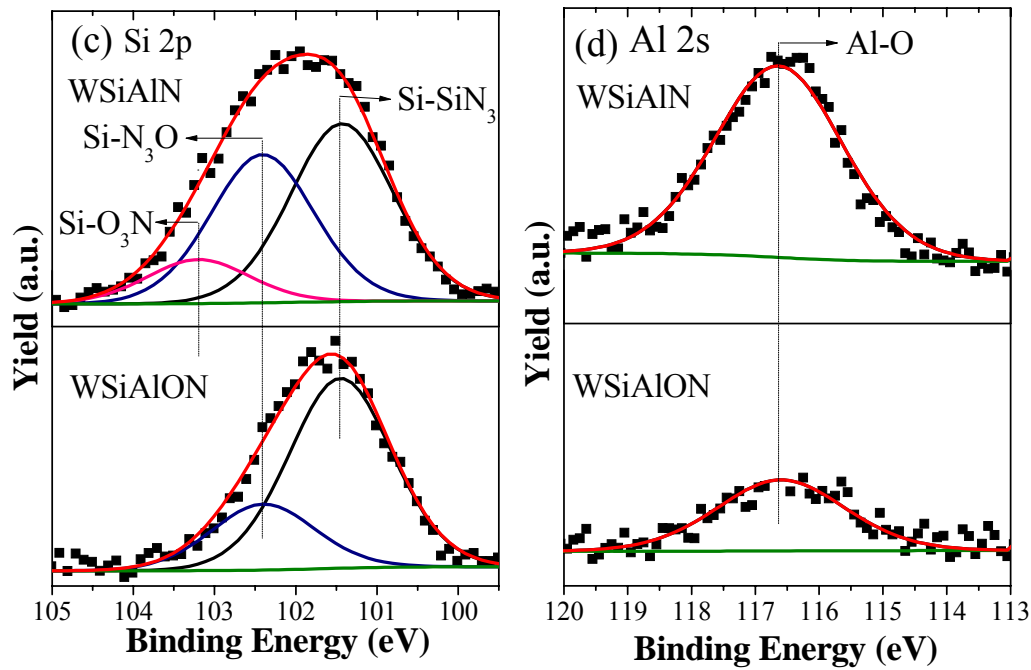 (c) Si 2p
WSiAlN
Si-SiN₃
Si-N₃O
Si-O₃N
WSiAlON
Yield (a.u.)
105 104 103 102 101 100
Binding Energy (eV)
(d) Al 2s
Al-O
WSiAlN
WSiAlON
Yield (a.u.)
120 119 118 117 116 115 114 113
Binding Energy (eV)